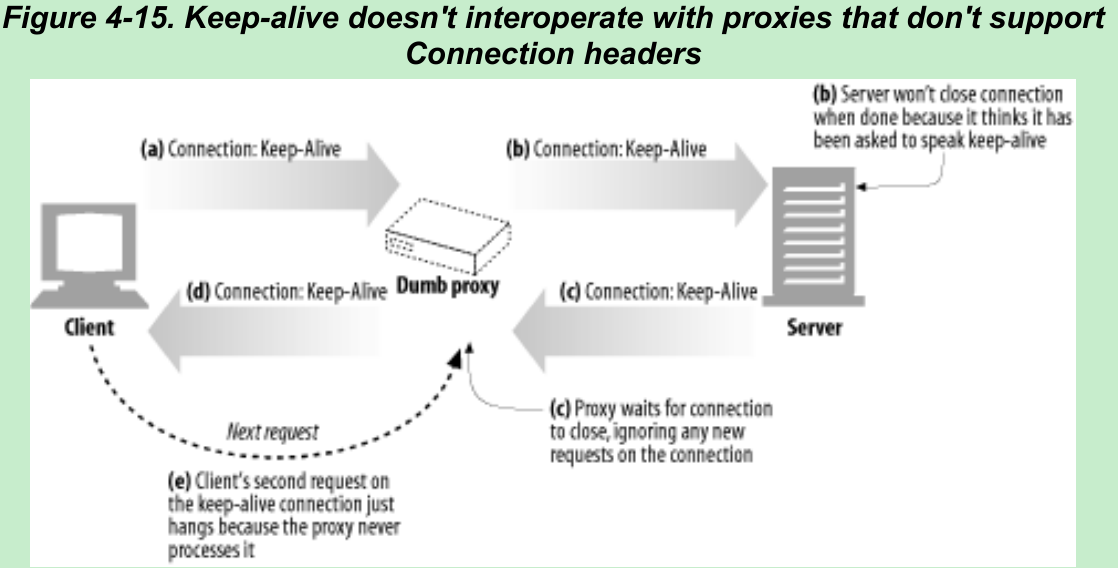 Figure 4-15. Keep-alive doesn't interoperate with proxies that don't support
Connection headers
(b) Server won't close connection
when done because it thinks it has
been asked to speak keep-alive
(a) Connection: Keep-Alive
(b) Connection: Keep-Alive
Dumb proxy
(d) Connection: Keep-Alive
(c) Connection: Keep-Alive
Client
Server
(c) Proxy waits for connection
to close, ignoring any new
requests on the connection
Next request
(e) Client's second request on
the keep-alive connection just
hangs because the proxy never
processes it